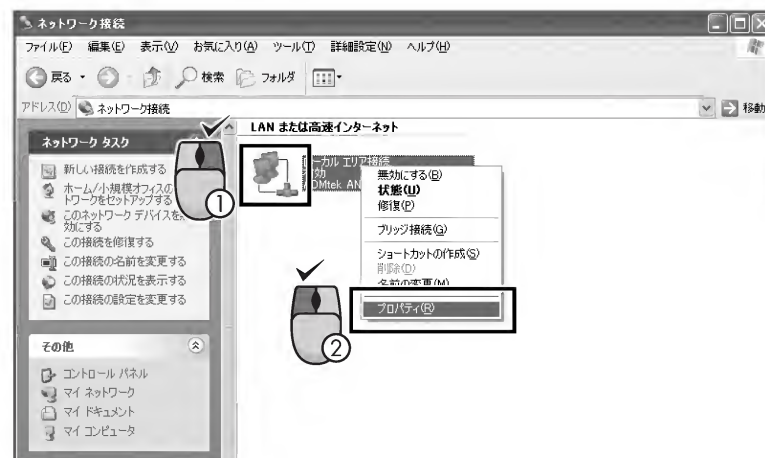 ネットワーク接続
ファイル(F) 編集(E) 表示(V) お気に入り(A) ツール(T) 詳細設定(N) ヘルプ(H)
戻る 検索 フォルダ
アドレス(D) ネットワーク接続 移動
ネットワーク タスク
新しい接続を作成する
ホーム/小規模オフィスの
トワークをセットアップする
このネットワーク デバイスを
効にする
この接続を修復する
この接続の名前を変更する
この接続の状況を表示する
この接続の設定を変更する
その他
コントロール パネル
マイ ネットワーク
マイ ドキュメント
マイ コンピュータ
LAN または高速インターネット
ーカル エリア接続
効
DMtek AN
無効にする(B)
状態(U)
修復(P)
ブリッジ接続(G)
ショートカットの作成(S)
削除(D)
名前の変更(M)
プロパティ(R)
①
②